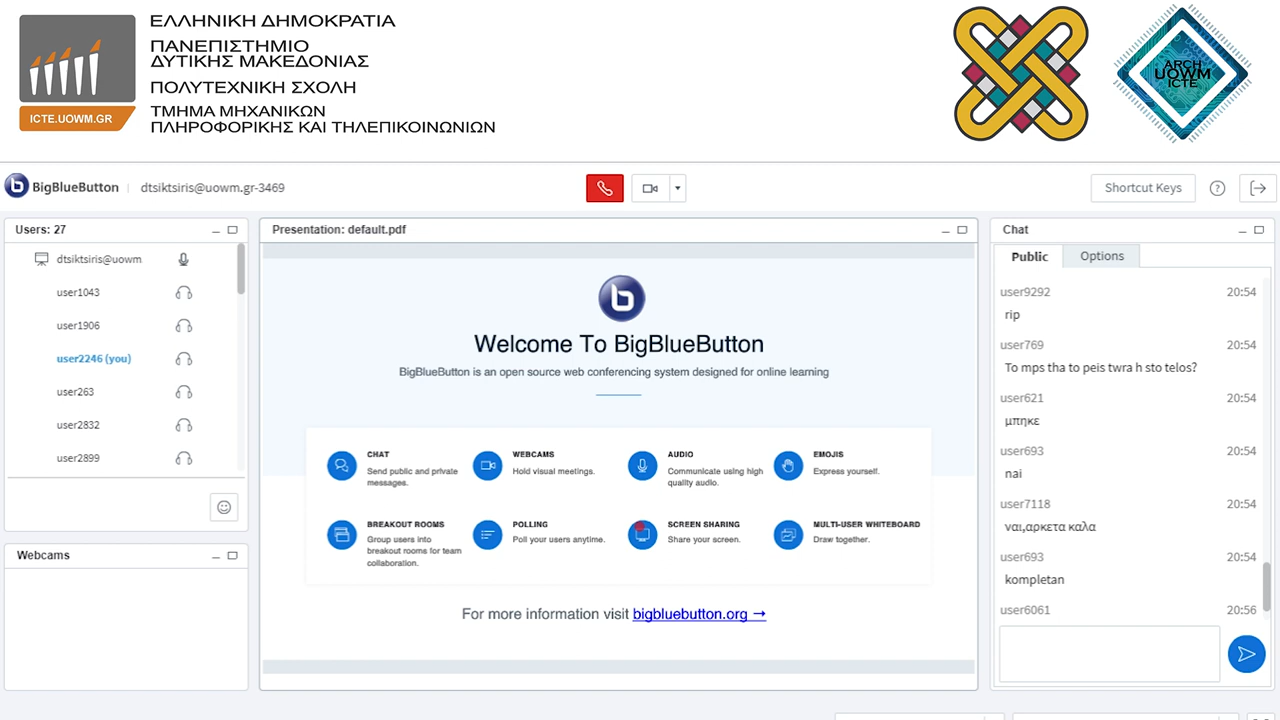 ΕΛΛΗΝΙΚΗ ΔΗΜΟΚΡΑΤΙΑ
ΠΑΝΕΠΙΣΤΗΜΙΟ
ΔΥΤΙΚΗΣ ΜΑΚΕΔΟΝΙΑΣ
ΠΟΛΥΤΕΧΝΙΚΗ ΣΧΟΛΗ
ΤΜΗΜΑ ΜΗΧΑΝΙΚΩΝ
ΠΛΗΡΟΦΟΡΙΚΗΣ ΚΑΙ ΤΗΛΕΠΙΚΟΙΝΩΝΙΩΝ
ICTE.UOWM.GR
ARCH
UOWM
ICTE
BigBlueButton
dtsiktsiris@uowm.gr-3469
Shortcut Keys
Users: 27
dtsiktsiris@uowm
user1043
user1906
user2246 (you)
user263
user2832
user2899
Webcams
Presentation: default.pdf
Welcome To BigBlueButton
BigBlueButton is an open source web conferencing system designed for online learning
CHAT
Send public and private
messages.
WEBCAMS
Hold visual meetings.
AUDIO
Communicate using high
quality audio.
EMOJIS
Express yourself.
BREAKOUT ROOMS
Group users into
breakout rooms for team
collaboration.
POLLING
Poll your users anytime.
SCREEN SHARING
Share your screen.
MULTI-USER WHITEBOARD
Draw together.
For more information visit bigbluebutton.org →
Chat
Public Options
user9292 20:54
rip
user769 20:54
To mps tha to peis twra h sto telos?
user621 20:54
μπηκε
user693 20:54
nai
user7118 20:54
ναι,αρκετα καλα
user693 20:54
kompletan
user6061 20:56